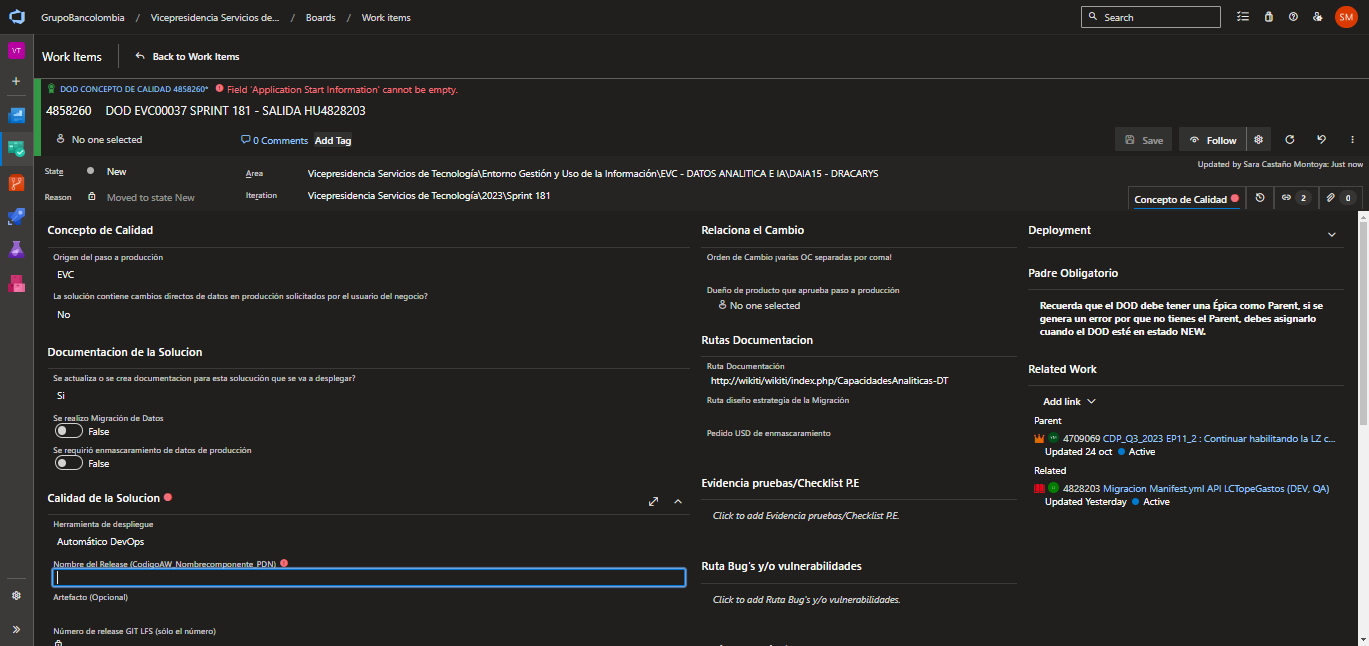 GrupoBancolombia / Vicepresidencia Servicios de... / Boards / Work items
Search
SM
VT
Work Items
Back to Work Items
DOD CONCEPTO DE CALIDAD 4858260*
Field 'Application Start Information' cannot be empty.
4858260 DOD EVC00037 SPRINT 181 - SALIDA HU4828203
No one selected
0 Comments
Add Tag
Save
Follow
State
New
Area
Vicepresidencia Servicios de Tecnología\Entorno Gestión y Uso de la Información\EVC - DATOS ANALITICA E IA\DAIA15 - DRACARYS
Updated by Sara Castaño Montoya: Just now
Reason
Moved to state New
Iteration
Vicepresidencia Servicios de Tecnología\2023\Sprint 181
Concepto de Calidad
2
0
Concepto de Calidad
Origen del paso a producción
EVC
La solución contiene cambios directos de datos en producción solicitados por el usuario del negocio?
No
Documentacion de la Solucion
Se actualiza o se crea documentacion para esta solucución que se va a desplegar?
Si
Se realizo Migración de Datos
False
Se requirió enmascaramiento de datos de producción
False
Calidad de la Solucion
Herramienta de despliegue
Automático DevOps
Nombre del Release (CodigoAW_Nombrecomponente_PDN)
Artefacto (Opcional)
Número de release GIT LFS (sólo el número)
Relaciona el Cambio
Orden de Cambio ¡varias OC separadas por coma!
Dueño de producto que aprueba paso a producción
No one selected
Rutas Documentacion
Ruta Documentación
http://wikiti/wikiti/index.php/CapacidadesAnaliticas-DT
Ruta diseño estrategia de la Migración
Pedido USD de enmascaramiento
Evidencia pruebas/Checklist P.E
Click to add Evidencia pruebas/Checklist P.E.
Ruta Bug's y/o vulnerabilidades
Click to add Ruta Bug's y/o vulnerabilidades.
Deployment
Padre Obligatorio
Recuerda que el DOD debe tener una Épica como Parent, si se
genera un error por que no tienes el Parent, debes asignarlo
cuando el DOD esté en estado NEW.
Related Work
Add link
Parent
4709069 CDP_Q3_2023 EP11_2 : Continuar habilitando la LZ c...
Updated 24 oct Active
Related
4828203 Migracion Manifest.yml API LCTopeGastos (DEV, QA)
Updated Yesterday Active